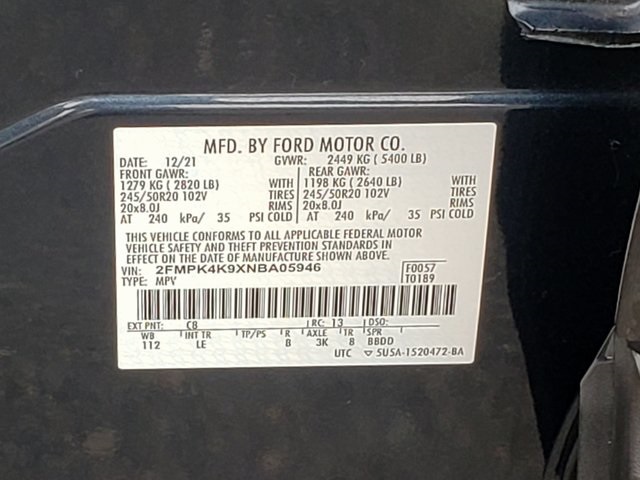 MFD. BY FORD MOTOR CO.
DATE: 12/21 GVWR: 2449 KG ( 5400 LB)
FRONT GAWR: REAR GAWR:
1279 KG ( 2820 LB) WITH 1198 KG ( 2640 LB) WITH
245/50R20 102V TIRES 245/50R20 102V TIRES
20x8.0J RIMS 20x8.0J RIMS
AT 240 kPa/ 35 PSI COLD AT 240 kPa/ 35 PSI COLD
THIS VEHICLE CONFORMS TO ALL APPLICABLE FEDERAL MOTOR
VEHICLE SAFETY AND THEFT PREVENTION STANDARDS IN
EFFECT ON THE DATE OF MANUFACTURE SHOWN ABOVE.
VIN: 2FMPK4K9XNBA05946 F0057
TYPE: MPV T0189
EXT PNT: C8 RC: 13 DSO:
WB INT TR TP/PS R AXLE TR SPR
112 LE B 3K 8 BBDD
UTC 5U5A-1520472-BA